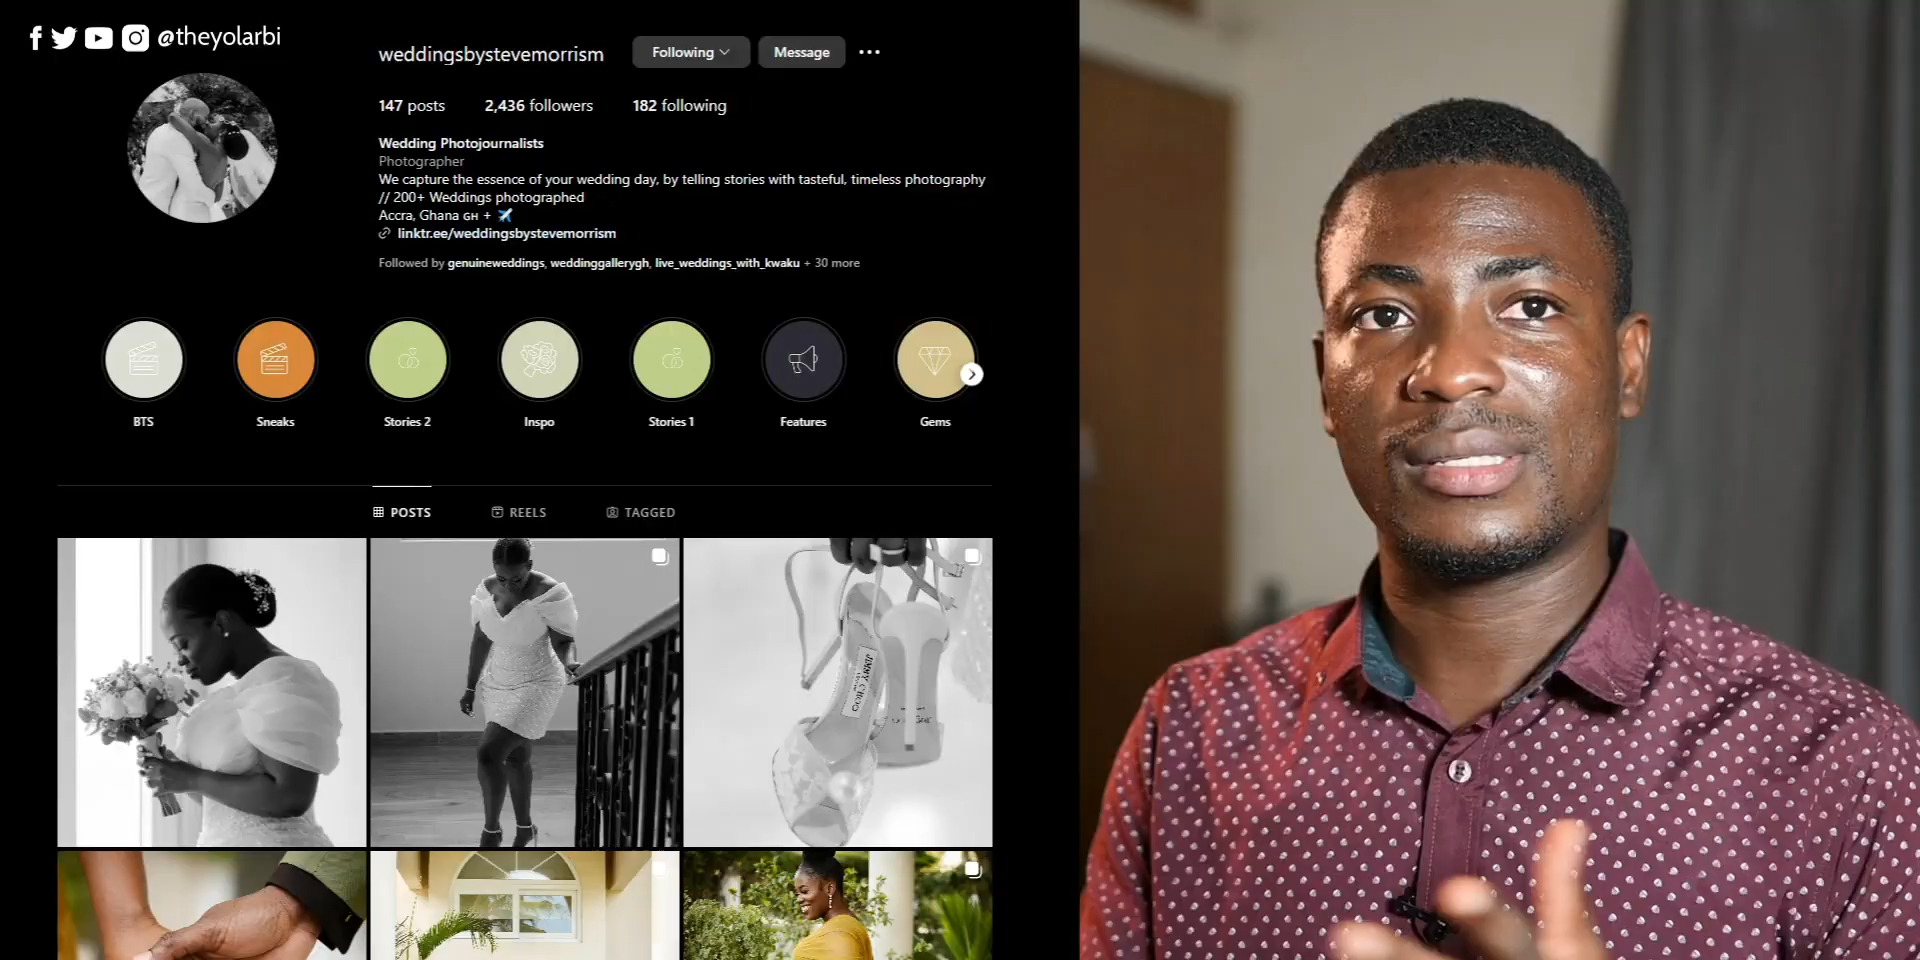 @theyolarbi
weddingsbystevemorrism
Following
Message
147 posts
2,436 followers
182 following
Wedding Photojournalists
Photographer
We capture the essence of your wedding day, by telling stories with tasteful, timeless photography
// 200+ Weddings photographed
Accra, Ghana GH + ✈️
linktr.ee/weddingsbystevemorrism
Followed by genuineweddings, weddinggallerygh, live_weddings_with_kwaku + 30 more
BTS
Sneaks
Stories 2
Inspo
Stories 1
Features
Gems
POSTS
REELS
TAGGED
JIMMY CHOO